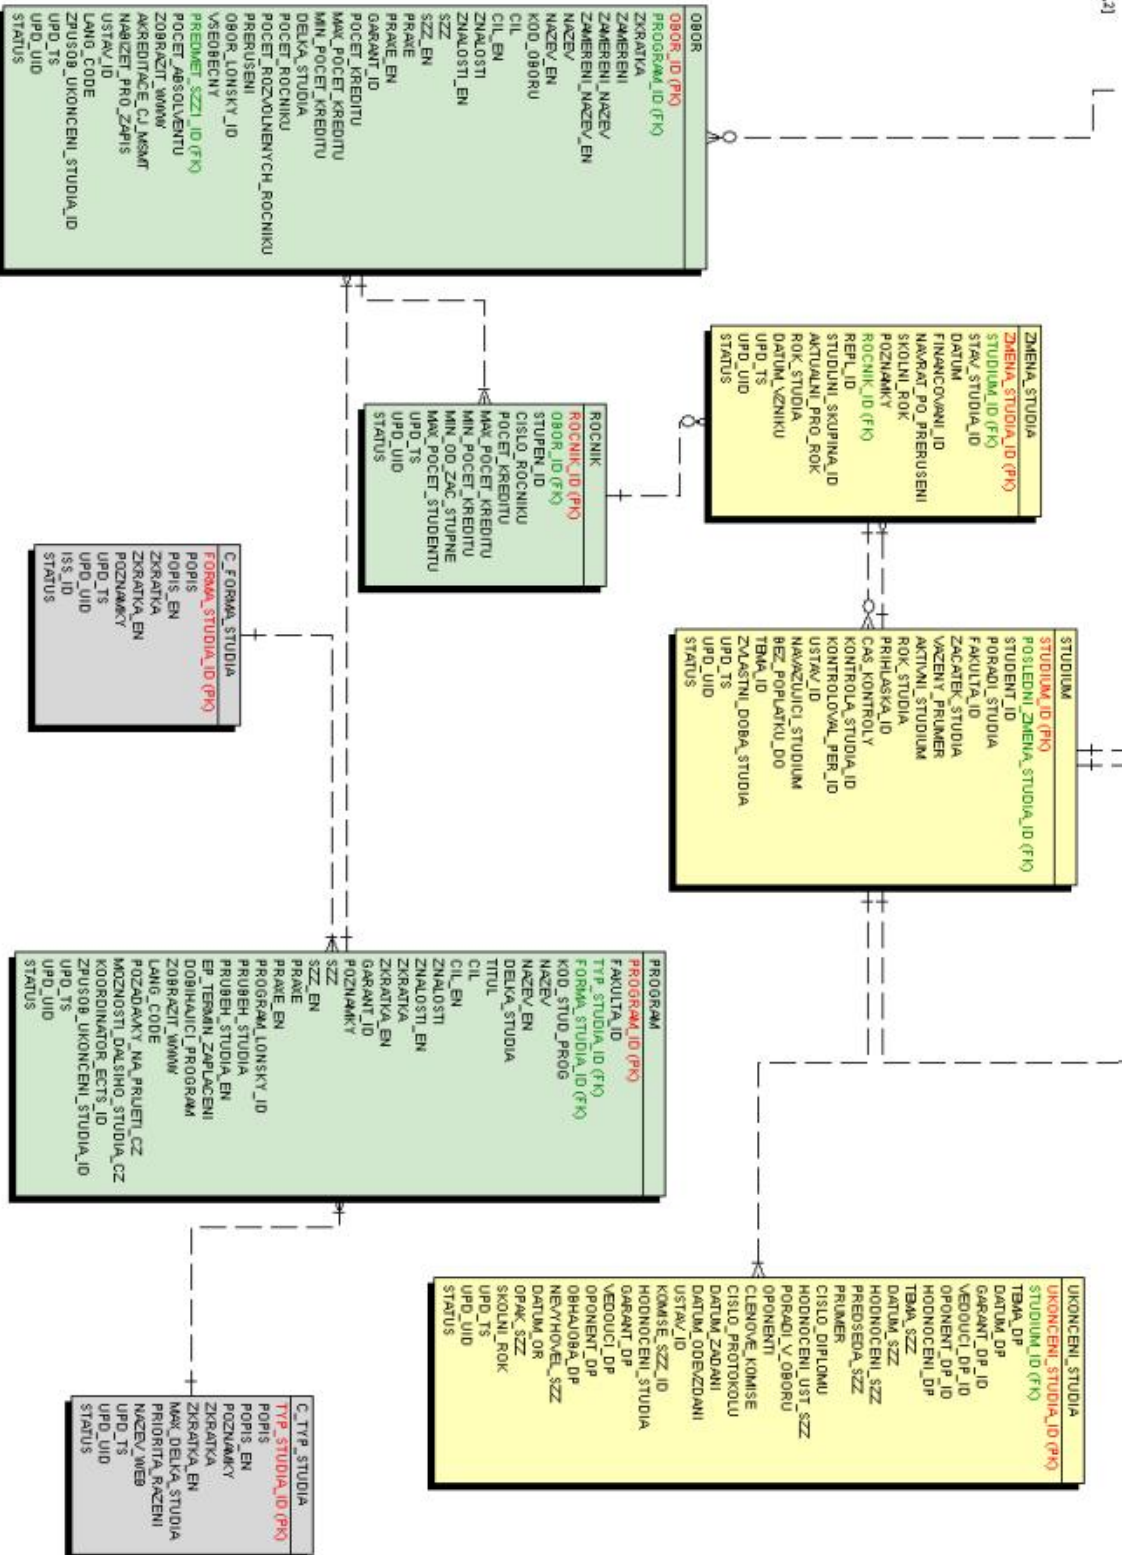 2]
OBOR
OBOR_ID (PK)
PROGRAM_ID (FK)
ZKRATKA
ZAMERENI
ZAMERENI_NAZEV
ZAMERENI_NAZEV_EN
NAZEV
NAZEV_EN
KOD_OBORU
CIL
CIL_EN
ZNALOSTI
ZNALOSTI_EN
SZZ
SZZ_EN
PRAXE
PRAXE_EN
GARANT_ID
POCET_KREDITU
MAX_POCET_KREDITU
MIN_POCET_KREDITU
DELKA_STUDIA
POCET_ROCNIKU
POCET_ROZVOLNENYCH_ROCNIKU
PRERUSENI
OBOR_LONSKY_ID
VSEOBECNY
PREDMET_SZZ1_ID (FK)
POCET_ABSOLVENTU
ZOBRAZIT_WWW
AKREDITACE_CJ_MSMT
NABIZET_PRO_ZAPIS
USTAV_ID
LANG_CODE
ZPUSOB_UKONCENI_STUDIA_ID
UPD_TS
UPD_UID
STATUS
ZMENA_STUDIA
ZMENA_STUDIA_ID (PK)
STUDIUM_ID (FK)
STAV_STUDIA_ID
DATUM
FINANCOVANI_ID
NAVRAT_PO_PRERUSENI
SKOLNI_ROK
POZNAMKY
ROCNIK_ID (FK)
REPL_ID
STUDIJNI_SKUPINA_ID
AKTUALNI_PRO_ROK
ROK_STUDIA
DATUM_VZNIKU
UPD_TS
UPD_UID
STATUS
ROCNIK
ROCNIK_ID (PK)
OBOR_ID (FK)
STUPEN_ID
CISLO_ROCNIKU
POCET_KREDITU
MAX_POCET_KREDITU
MIN_POCET_KREDITU
MIN_OD_ZAC_STUPNE
MAX_POCET_STUDENTU
UPD_TS
UPD_UID
STATUS
C_FORMA_STUDIA
FORMA_STUDIA_ID (PK)
POPIS
POPIS_EN
ZKRATKA
ZKRATKA_EN
POZNAMKY
UPD_TS
UPD_UID
ISS_ID
STATUS
STUDIUM
STUDIUM_ID (PK)
POSLEDNI_ZMENA_STUDIA_ID (FK)
STUDENT_ID
PORADI_STUDIA
FAKULTA_ID
ZACATEK_STUDIA
VAZENY_PRUMER
AKTIVNI_STUDIUM
ROK_STUDIA
PRIHLASKA_ID
CAS_KONTROLY
KONTROLA_STUDIA_ID
KONTROLOVAL_PER_ID
USTAV_ID
NAVAZUJICI_STUDIUM
BEZ_POPLATKU_DO
TEMA_ID
ZVLASTNI_DOBA_STUDIA
UPD_TS
UPD_UID
STATUS
PROGRAM
PROGRAM_ID (PK)
FAKULTA_ID
TYP_STUDIA_ID (FK)
FORMA_STUDIA_ID (FK)
KOD_STUD_PROG
NAZEV
NAZEV_EN
DELKA_STUDIA
TITUL
CIL
CIL_EN
ZNALOSTI
ZNALOSTI_EN
ZKRATKA
ZKRATKA_EN
GARANT_ID
POZNAMKY
SZZ
SZZ_EN
PRAXE
PRAXE_EN
PROGRAM_LONSKY_ID
PRUBEH_STUDIA
PRUBEH_STUDIA_EN
EP_TERMIN_ZAPLACENI
DOBIHAJICI_PROGRAM
ZOBRAZIT_WWW
LANG_CODE
POZADAVKY_NA_PRIJETI_CZ
MOZNOSTI_DALSIHO_STUDIA_CZ
KOORDINATOR_ECTS_ID
ZPUSOB_UKONCENI_STUDIA_ID
UPD_TS
UPD_UID
STATUS
UKONCENI_STUDIA
UKONCENI_STUDIA_ID (PK)
STUDIUM_ID (FK)
TEMA_DP
DATUM_DP
GARANT_DP_ID
VEDOUCI_DP_ID
OPONENT_DP_ID
HODNOCENI_DP
TEMA_SZZ
DATUM_SZZ
HODNOCENI_SZZ
PREDSEDA_SZZ
PRUMER
CISLO_DIPLOMU
HODNOCENI_UST_SZZ
PORADI_V_OBORU
OPONENTI
CLENOVE_KOMISE
CISLO_PROTOKOLU
DATUM_ZADANI
DATUM_ODEVZDANI
USTAV_ID
KOMISE_SZZ_ID
HODNOCENI_STUDIA
GARANT_DP
VEDOUCI_DP
OPONENT_DP
OBHAJOBA_DP
NEVYHOVEL_SZZ
DATUM_OR
OPAK_SZZ
SKOLNI_ROK
UPD_TS
UPD_UID
STATUS
C_TYP_STUDIA
TYP_STUDIA_ID (PK)
POPIS
POPIS_EN
POZNAMKY
ZKRATKA
ZKRATKA_EN
MAX_DELKA_STUDIA
PRIORITA_RAZENI
NAZEV_WEB
UPD_TS
UPD_UID
STATUS